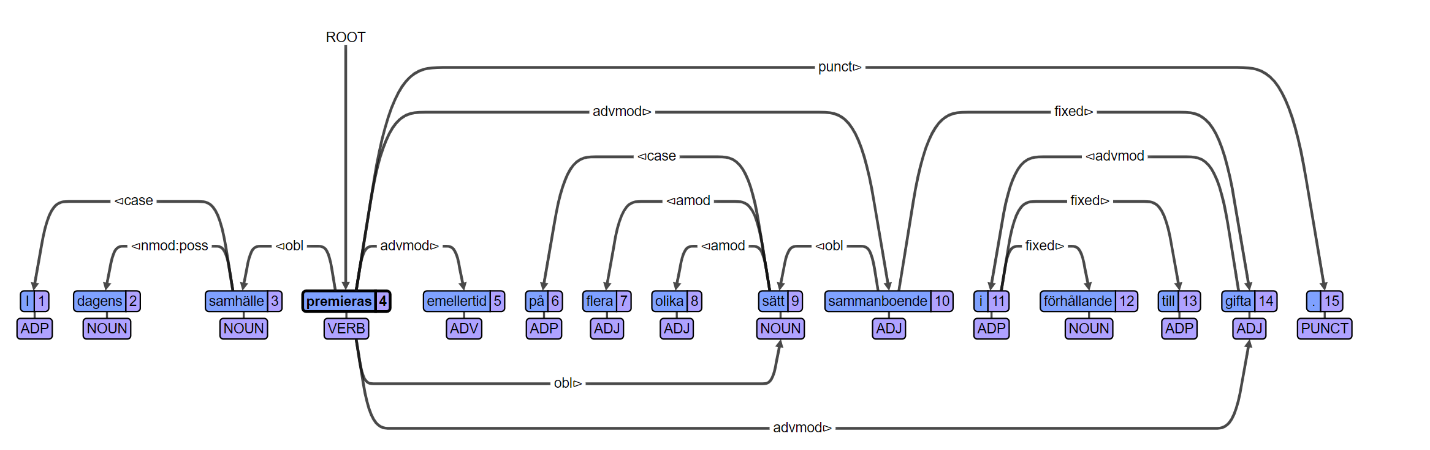 ROOT
punct▹
advmod▹ fixed▹
◃case ◃advmod
◃case ◃amod fixed▹
◃nmod:poss ◃obl advmod▹ ◃amod ◃obl fixed▹
I 1 dagens 2 samhälle 3 premieras 4 emellertid 5 på 6 flera 7 olika 8 sätt 9 sammanboende 10 i 11 förhållande 12 till 13 gifta 14 . 15
ADP NOUN NOUN VERB ADV ADP ADJ ADJ NOUN ADJ ADP NOUN ADP ADJ PUNCT
obl▹
advmod▹